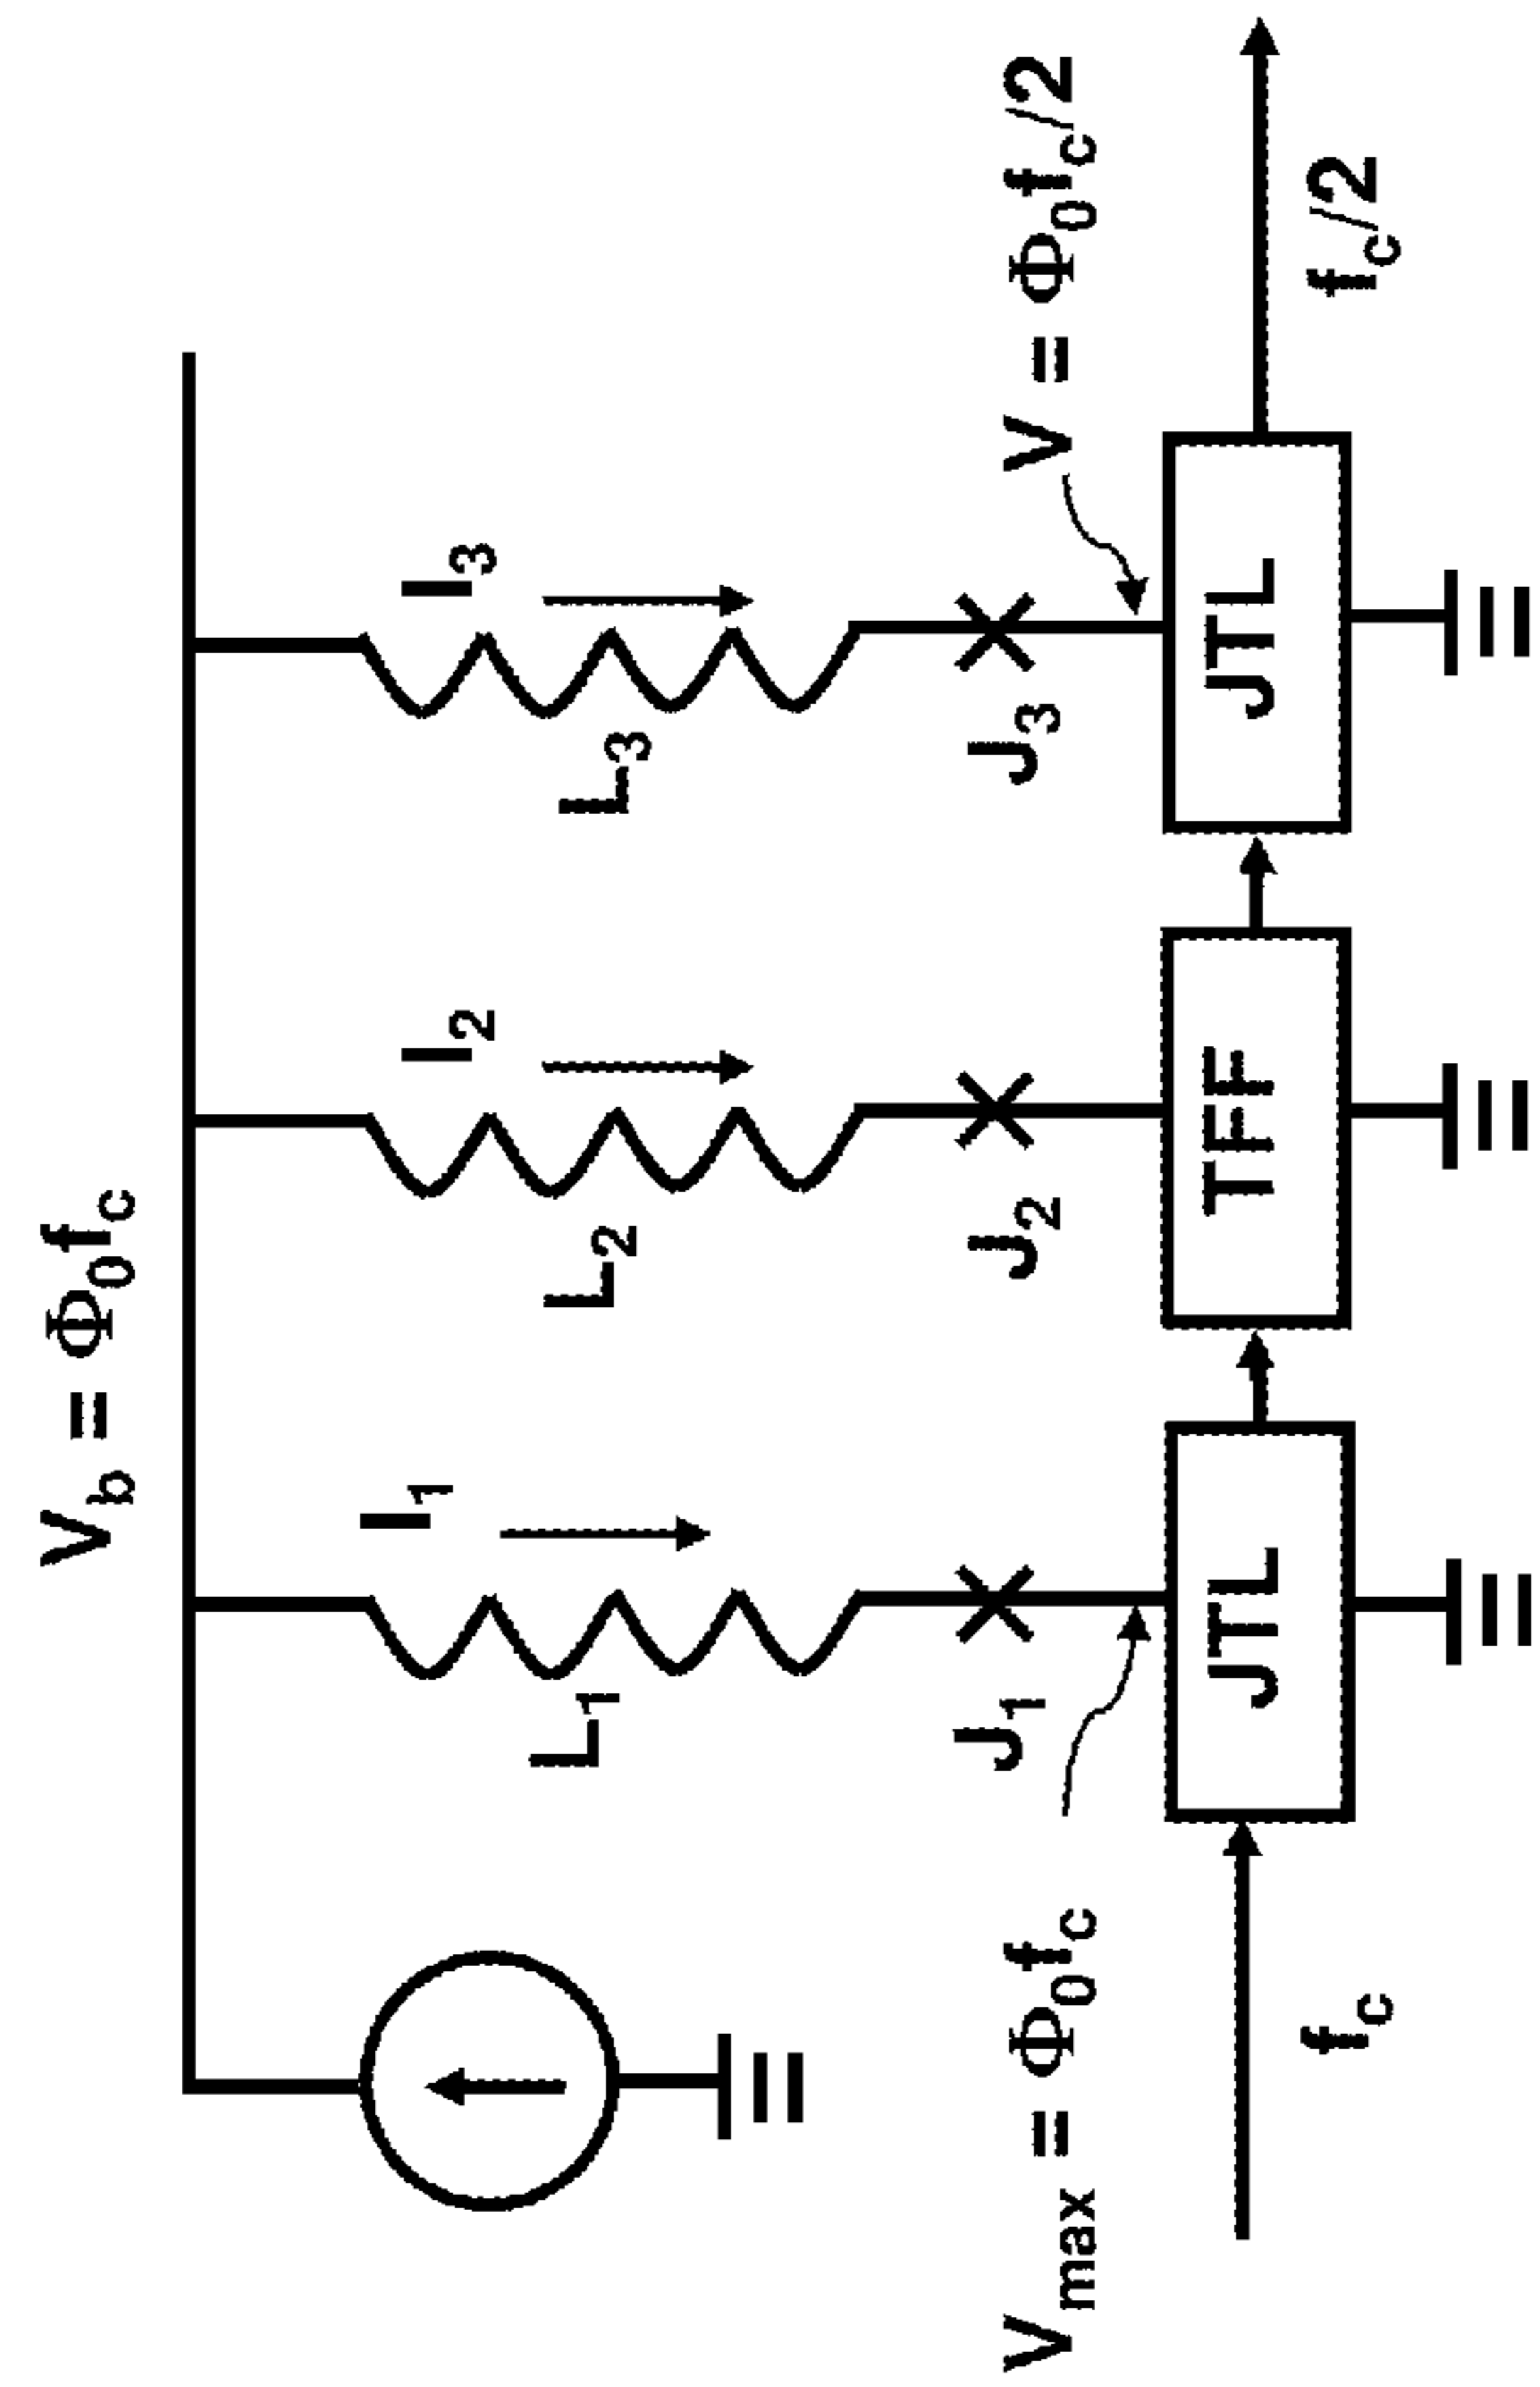 V_b = Φ_0f_c
I_1
I_2
I_3
L_1
L_2
L_3
J_1
J_2
J_3
V_max = Φ_0f_c
V = Φ_0f_c/2
JTL
TFF
JTL
f_c
f_c/2